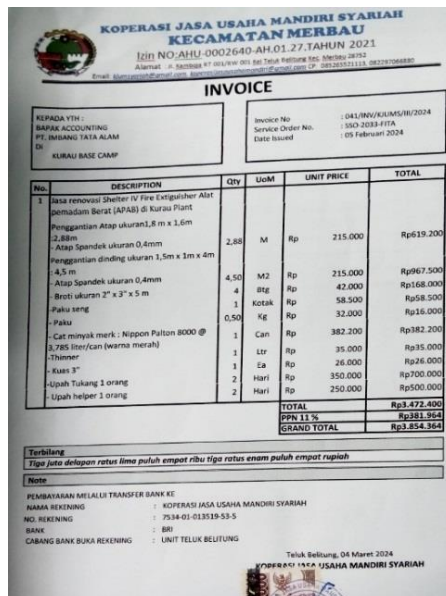 KOPERASI JASA USAHA MANDIRI SYARIAH
KECAMATAN MERBAU
Izin NO:AHU-0002640-AH.01.27.TAHUN 2021
INVOICE
KEPADA YTH :
BAPAK ACCOUNTING
PT. IMBANG TATA ALAM
DI
KURAU BASE CAMP
Invoice No : 041/INV/KJUMS/III/2024
Service Order No. : SSO-2033-FITA
Date Issued : 05 Februari 2024
No. DESCRIPTION Qty UoM UNIT PRICE TOTAL
1 Jasa renovasi Shelter IV Fire Extiguisher Alat
pemadam Berat (APAB) di Kurau Plant
Penggantian Atap ukuran1,8 m x 1,6m
:2,88m
- Atap Spandek ukuran 0,4mm 2,88 M Rp 215.000 Rp619.200
Penggantian dinding ukuran 1,5m x 1m x 4m
: 4,5 m
- Atap Spandek ukuran 0,4mm 4,50 M2 Rp 215.000 Rp967.500
- Broti ukuran 2" x 3" x 5 m 4 Btg Rp 42.000 Rp168.000
-Paku seng 1 Kotak Rp 58.500 Rp58.500
- Paku 0,50 Kg Rp 32.000 Rp16.000
- Cat minyak merk : Nippon Palton 8000 @
3,785 liter/can (warna merah) 1 Can Rp 382.200 Rp382.200
-Thinner 1 Ltr Rp 35.000 Rp35.000
- Kuas 3" 1 Ea Rp 26.000 Rp26.000
-Upah Tukang 1 orang 2 Hari Rp 350.000 Rp700.000
- Upah helper 1 orang 2 Hari Rp 250.000 Rp500.000
TOTAL Rp3.472.400
PPN 11 % Rp381.964
GRAND TOTAL Rp3.854.364
Terbilang
Tiga juta delapan ratus lima puluh empat ribu tiga ratus enam puluh empat rupiah
Note
PEMBAYARAN MELALUI TRANSFER BANK KE
NAMA REKENING : KOPERASI JASA USAHA MANDIRI SYARIAH
NO. REKENING : 7534-01-013519-53-5
BANK : BRI
CABANG BANK BUKA REKENING : UNIT TELUK BELITUNG
Teluk Belitung, 04 Maret 2024
KOPERASI JASA USAHA MANDIRI SYARIAH